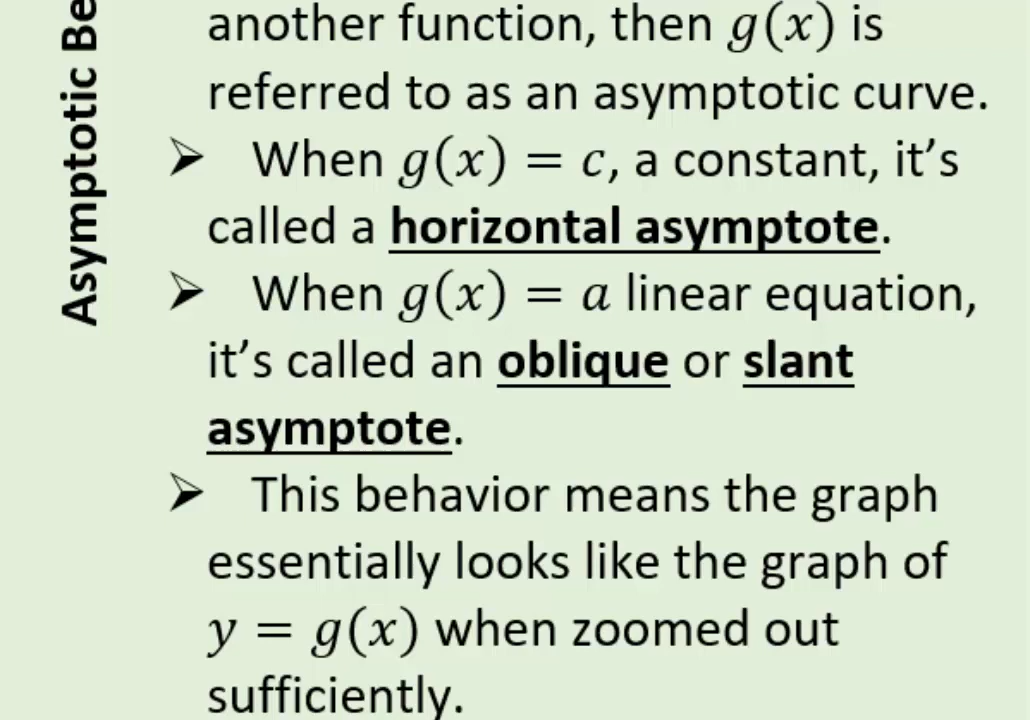 Asymptotic Be
another function, then g(x) is
referred to as an asymptotic curve.
➢ When g(x) = c, a constant, it's
called a horizontal asymptote.
➢ When g(x) = a linear equation,
it's called an oblique or slant
asymptote.
➢ This behavior means the graph
essentially looks like the graph of
y = g(x) when zoomed out
sufficiently.